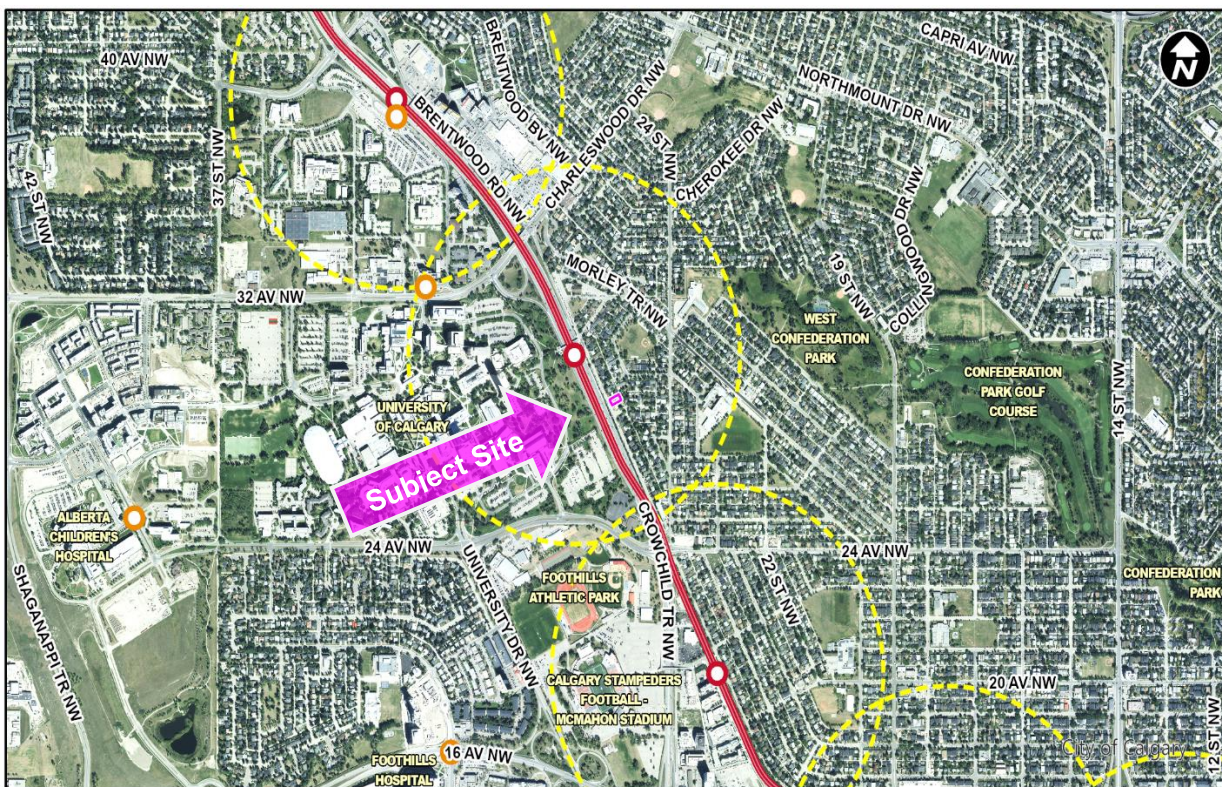 40 AV NW
BRENTWOOD BV NW
CAPRI AV NW
N
NORTHMOUNT DR NW
CHARLESWOOD DR NW
24 ST NW
BRENTWOOD RD NW
37 ST NW
42 ST NW
CHEROKEE DR NW
COLLINGWOOD DR NW
19 ST NW
MORLEY TR NW
32 AV NW
WEST
CONFEDERATION
PARK
CONFEDERATION
PARK GOLF
COURSE
14 ST NW
UNIVERSITY
OF CALGARY
Subject Site
ALBERTA
CHILDREN'S
HOSPITAL
24 AV NW
CROWCHILD TR NW
24 AV NW
SHAGANAPPI TR NW
UNIVERSITY DR NW
FOOTHILLS
ATHLETIC PARK
22 ST NW
CONFEDERATION
PARK
CALGARY STAMPEDERS
FOOTBALL -
MCMAHON STADIUM
20 AV NW
16 AV NW
FOOTHILLS
HOSPITAL
City of Calgary
12 ST NW